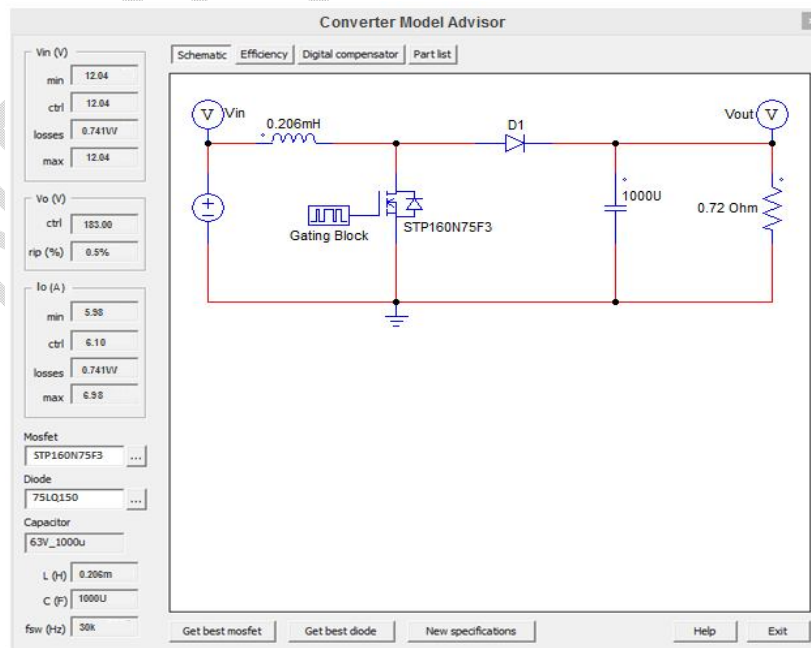 Converter Model Advisor
Vin (V)
min 12.04
ctrl 12.04
losses 0.741W
max 12.04
Vo (V)
ctrl 183.00
rip (%) 0.5%
Io (A)
min 5.98
ctrl 6.10
losses 0.741W
max 6.98
Mosfet
STP160N75F3 ...
Diode
75LQ150 ...
Capacitor
63V_1000u
L (H) 0.206m
C (F) 1000U
fsw (Hz) 30k
Schematic Efficiency Digital compensator Part list
V Vin
Vout V
0.206mH
D1
1000U
0.72 Ohm
STP160N75F3
Gating Block
Get best mosfet Get best diode New specifications Help Exit